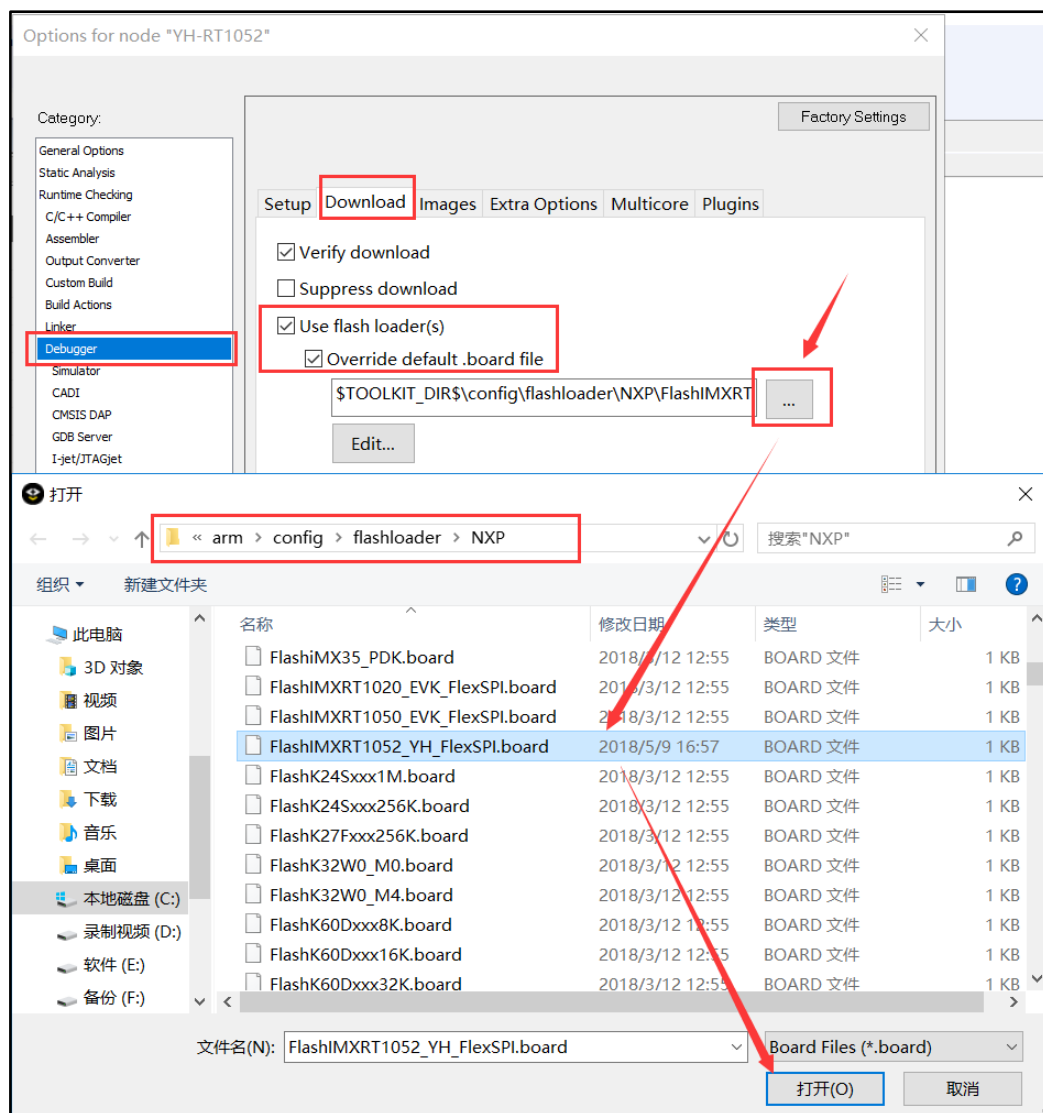 Options for node "YH-RT1052"
Category:
Factory Settings
General Options
Static Analysis
Runtime Checking
C/C++ Compiler
Assembler
Output Converter
Custom Build
Build Actions
Linker
Debugger
Simulator
CADI
CMSIS DAP
GDB Server
I-jet/JTAGjet
Setup Download Images Extra Options Multicore Plugins
Verify download
Suppress download
Use flash loader(s)
Override default .board file
$TOOLKIT_DIR$\config\flashloader\NXP\FlashIMXRT
...
Edit...
打开
« arm > config > flashloader > NXP
搜索"NXP"
组织 新建文件夹
此电脑
3D 对象
视频
图片
文档
下载
音乐
桌面
本地磁盘 (C:)
录制视频 (D:)
软件 (E:)
备份 (F:)
名称 修改日期 类型 大小
FlashiMX35_PDK.board 2018/3/12 12:55 BOARD 文件 1 KB
FlashIMXRT1020_EVK_FlexSPI.board 2018/3/12 12:55 BOARD 文件 1 KB
FlashIMXRT1050_EVK_FlexSPI.board 2018/3/12 12:55 BOARD 文件 1 KB
FlashIMXRT1052_YH_FlexSPI.board 2018/5/9 16:57 BOARD 文件 1 KB
FlashK24Sxxx1M.board 2018/3/12 12:55 BOARD 文件 1 KB
FlashK24Sxxx256K.board 2018/3/12 12:55 BOARD 文件 1 KB
FlashK27Fxxx256K.board 2018/3/12 12:55 BOARD 文件 1 KB
FlashK32W0_M0.board 2018/3/12 12:55 BOARD 文件 1 KB
FlashK32W0_M4.board 2018/3/12 12:55 BOARD 文件 1 KB
FlashK60Dxxx8K.board 2018/3/12 12:55 BOARD 文件 1 KB
FlashK60Dxxx16K.board 2018/3/12 12:55 BOARD 文件 1 KB
FlashK60Dxxx32K.board 2018/3/12 12:55 BOARD 文件 1 KB
文件名(N): FlashIMXRT1052_YH_FlexSPI.board Board Files (*.board)
打开(O) 取消